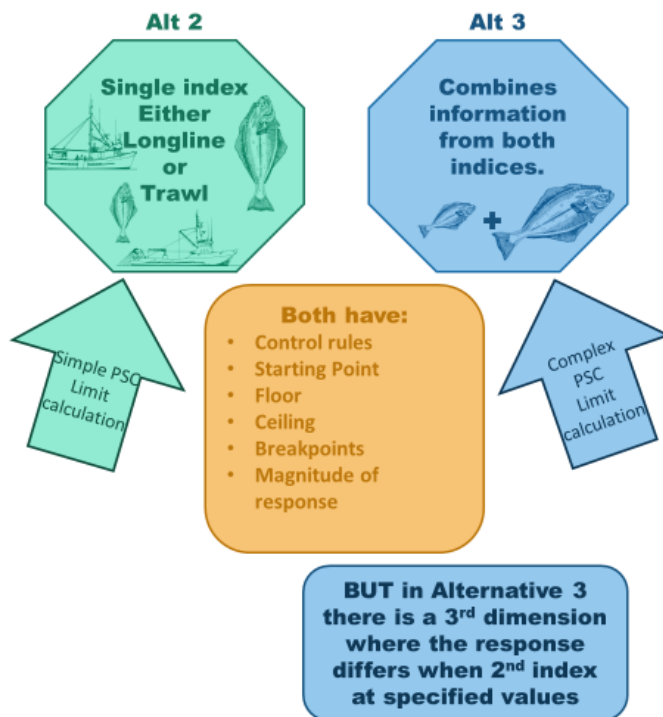 Alt 2
Single index
Either
Longline
or
Trawl
Alt 3
Combines
information
from both
indices.
+
Simple PSC
Limit
calculation
Both have:
• Control rules
• Starting Point
• Floor
• Ceiling
• Breakpoints
• Magnitude of
response
Complex
PSC
Limit
calculation
BUT in Alternative 3
there is a 3rd dimension
where the response
differs when 2nd index
at specified values